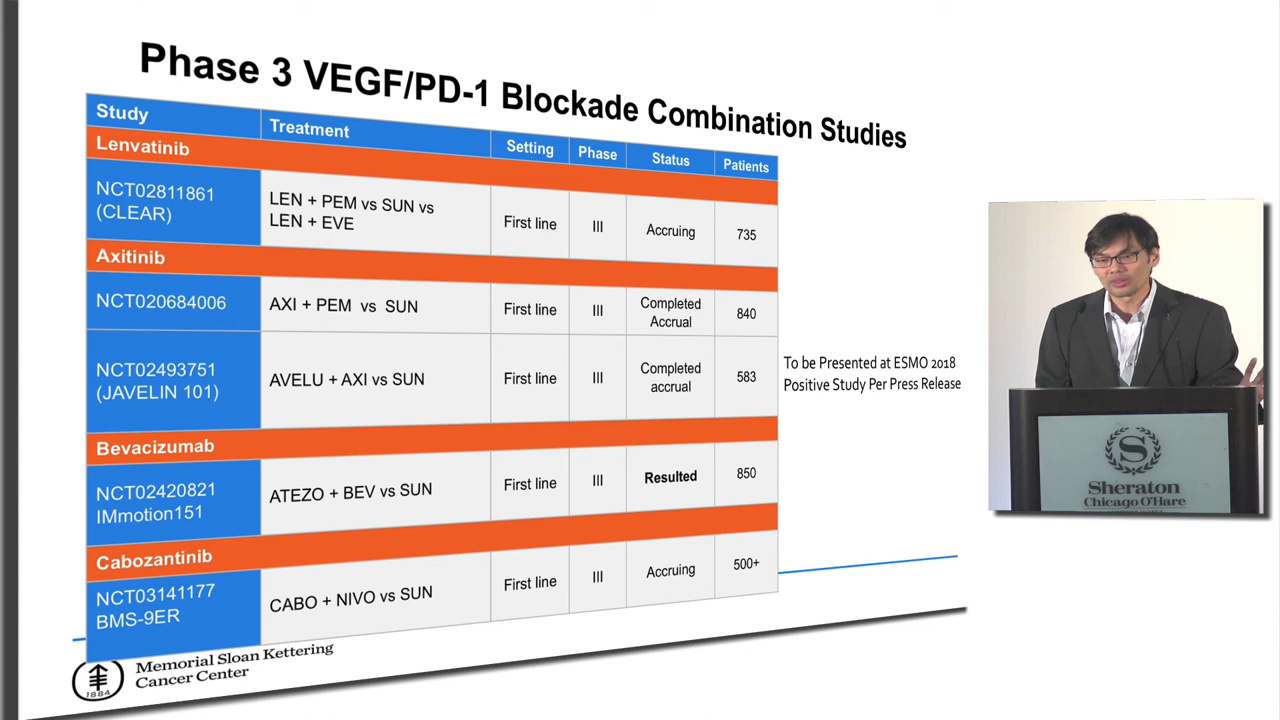 Phase 3 VEGF/PD-1 Blockade Combination Studies
Study Treatment Setting Phase Status Patients
Lenvatinib
NCT02811861
(CLEAR)
LEN + PEM vs SUN vs
LEN + EVE
First line
III
Accruing
735
Axitinib
NCT020684006
AXI + PEM vs SUN
First line
III
Completed
Accrual
840
NCT02493751
(JAVELIN 101)
AVELU + AXI vs SUN
First line
III
Completed
accrual
583
To be Presented at ESMO 2018
Positive Study Per Press Release
Bevacizumab
NCT02420821
IMmotion151
ATEZO + BEV vs SUN
First line
III
Resulted
850
Cabozantinib
NCT03141177
BMS-9ER
CABO + NIVO vs SUN
First line
III
Accruing
500+
1884
Memorial Sloan Kettering
Cancer Center
S
Sheraton
Chicago O'Hare